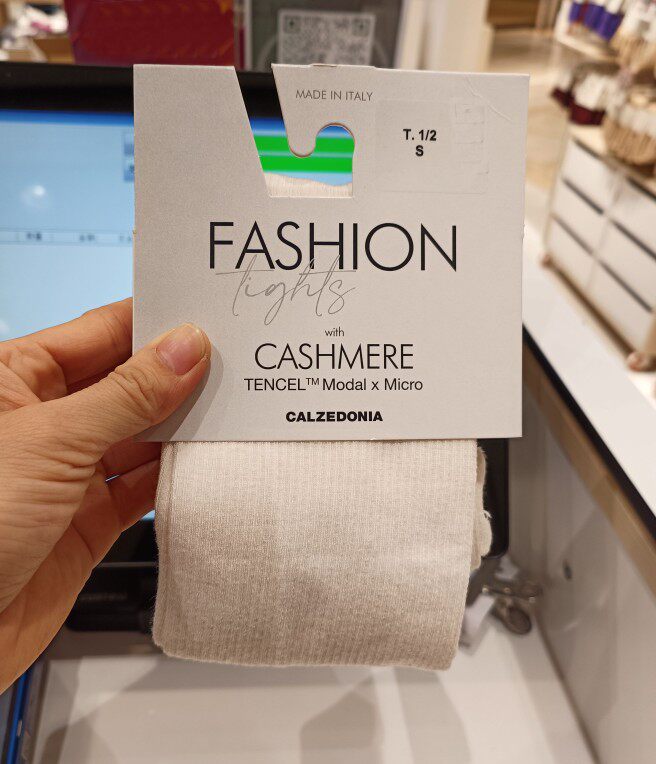 MADE IN ITALY
T. 1/2
S
FASHION
tights
with
CASHMERE
TENCEL™ Modal x Micro
CALZEDONIA